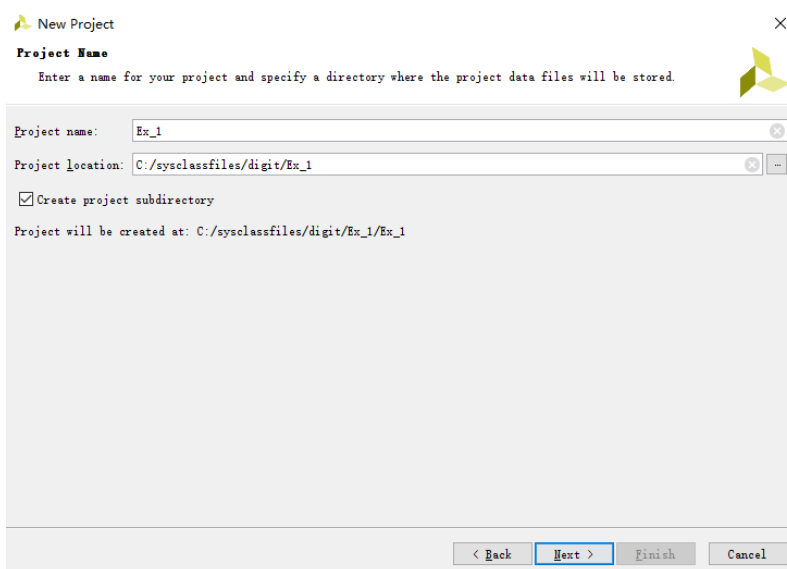 New Project
Project Name
Enter a name for your project and specify a directory where the project data files will be stored.
Project name: Ex_1
Project location: C:/sysclassfiles/digit/Ex_1 ...
Create project subdirectory
Project will be created at: C:/sysclassfiles/digit/Ex_1/Ex_1
< Back Next > Finish Cancel